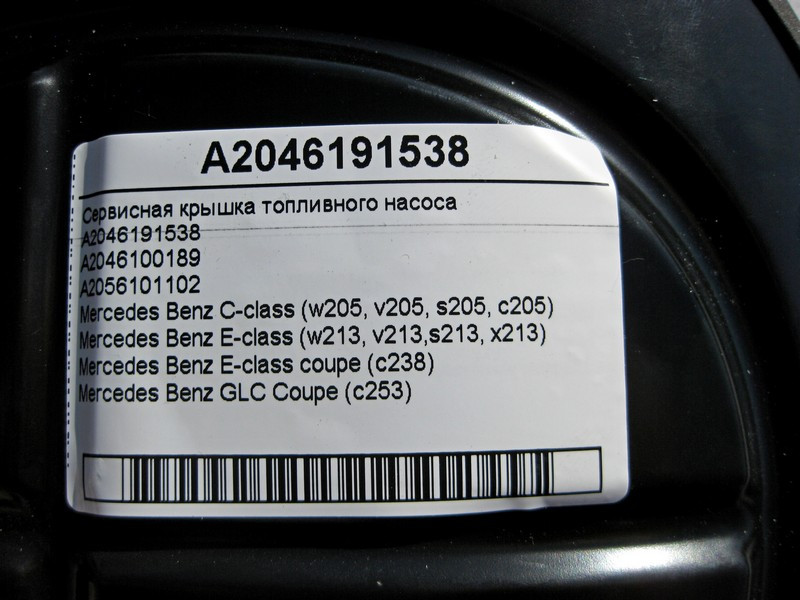 A2046191538
Сервисная крышка топливного насоса
A2046191538
A2046100189
A2056101102
Mercedes Benz C-class (w205, v205, s205, c205)
Mercedes Benz E-class (w213, v213,s213, x213)
Mercedes Benz E-class coupe (c238)
Mercedes Benz GLC Coupe (c253)